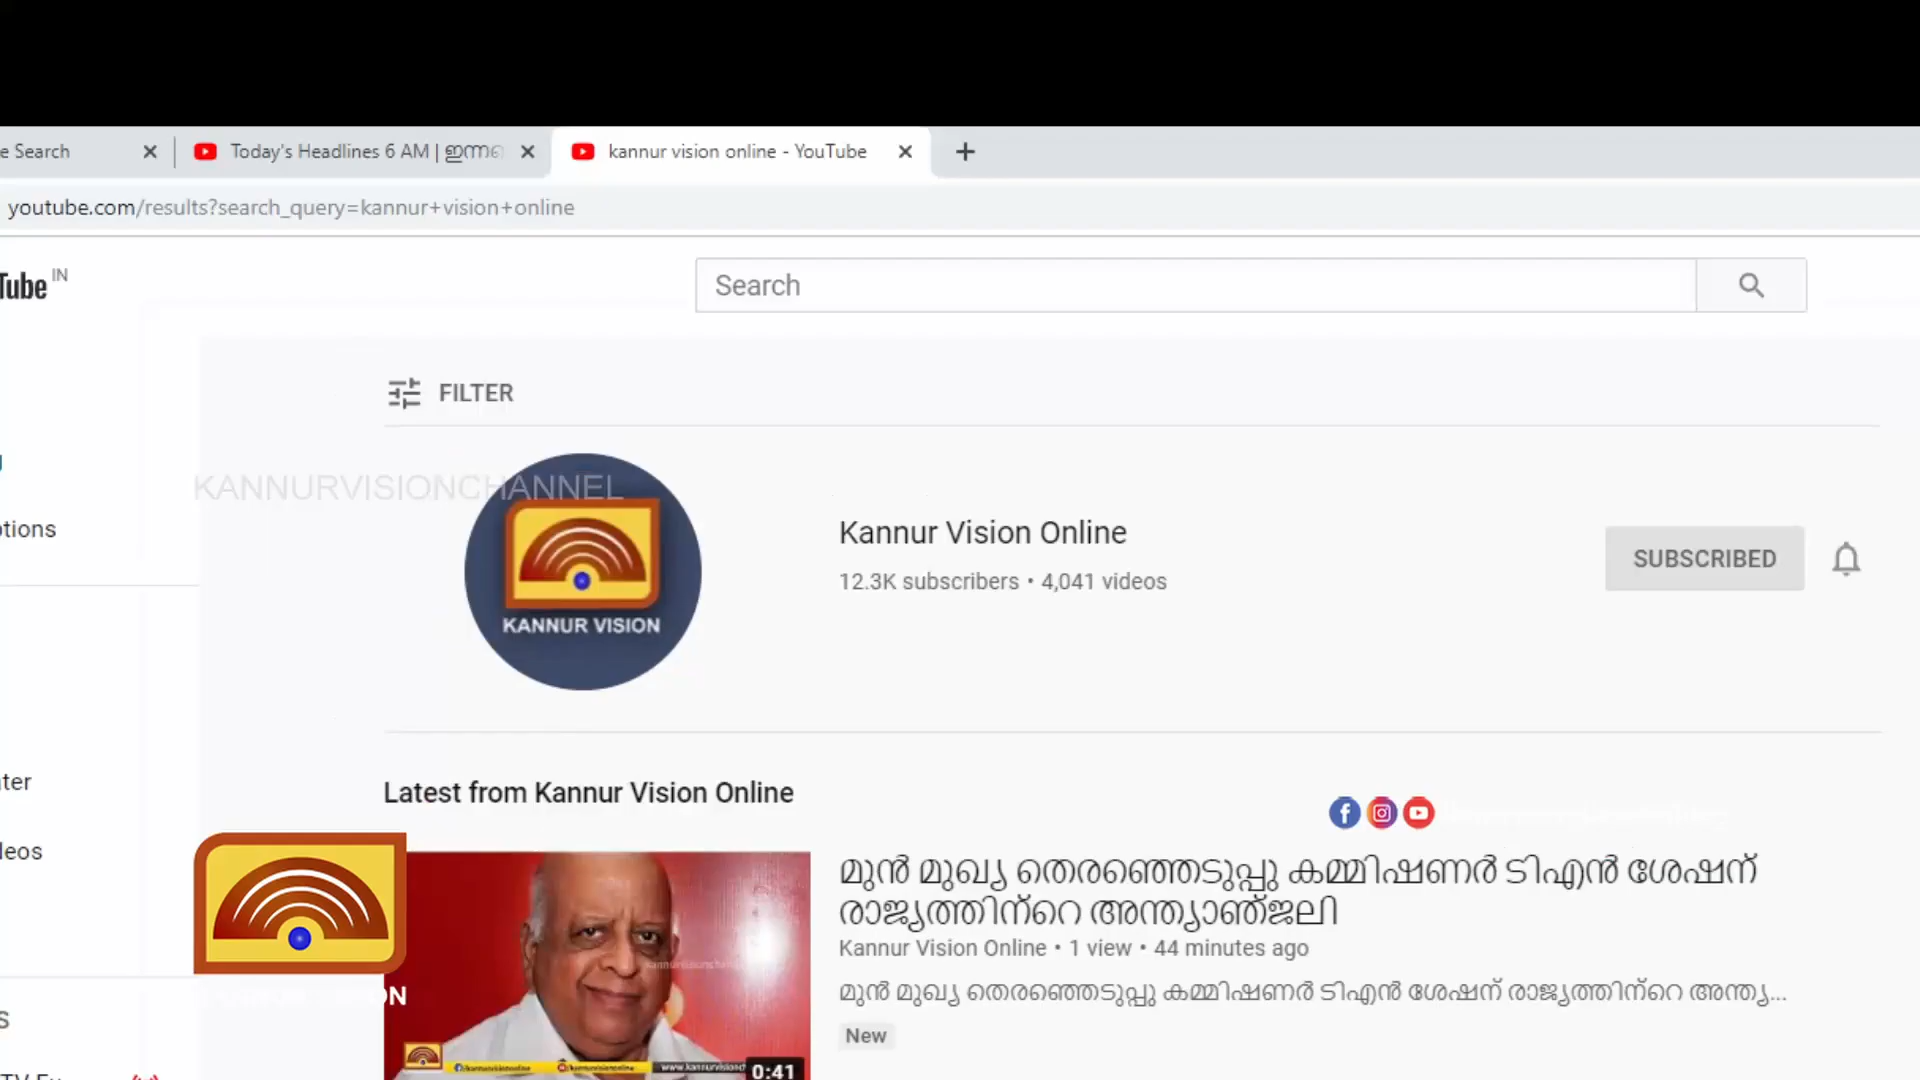 e Search
Today's Headlines 6 AM | ഇന്നത
kannur vision online - YouTube
youtube.com/results?search_query=kannur+vision+online
Tube IN
Search
FILTER
KANNURVISIONCHANNEL
KANNUR VISION
Kannur Vision Online
12.3K subscribers • 4,041 videos
SUBSCRIBED
otions
ter
leos
S
Latest from Kannur Vision Online
മുൻ മുഖ്യ തെരഞ്ഞെടുപ്പു കമ്മിഷണർ ടിഎൻ ശേഷന്
രാജ്യത്തിന്റെ അന്ത്യാഞ്ജലി
Kannur Vision Online • 1 view • 44 minutes ago
മുൻ മുഖ്യ തെരഞ്ഞെടുപ്പു കമ്മിഷണർ ടിഎൻ ശേഷന് രാജ്യത്തിന്റെ അന്ത്യ...
New
0:41